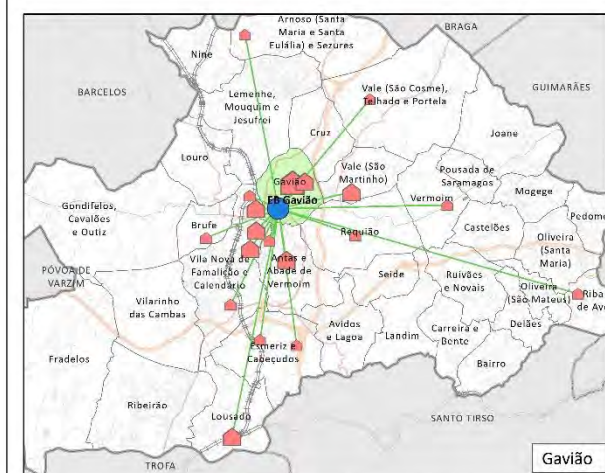 BRAGA
Arnoso (Santa
Maria e Santa
Eulália) e Sezures
Nine
BARCELOS
GUIMARÃES
Lemenhe,
Mouquim e
Jesufrei
Vale (São Cosme),
Telhado e Portela
Cruz
Joane
Louro
Gavião
Vale (São
Martinho)
Pousada de
Saramagos
Mogege
EB Gavião
Vermoim
Gondifelos,
Cavalões
e Outiz
Pedome
Brufe
Requião
Castelões
Oliveira
(Santa
Maria)
PÓVOA DE
VARZIM
Vila Nova de
Famalicão e
Calendário
Antas e
Abade de
Vermoim
Seide
Ruivães
e Novais
Oliveira
(São Mateus)
Riba
de Ave
Vilarinho
das Cambas
Avidos
e Lagoa
Landim
Carreira e
Bente
Delães
Fradelos
Esmeriz e
Cabeçudos
Bairro
Ribeirão
Lousado
SANTO TIRSO
TROFA
Gavião